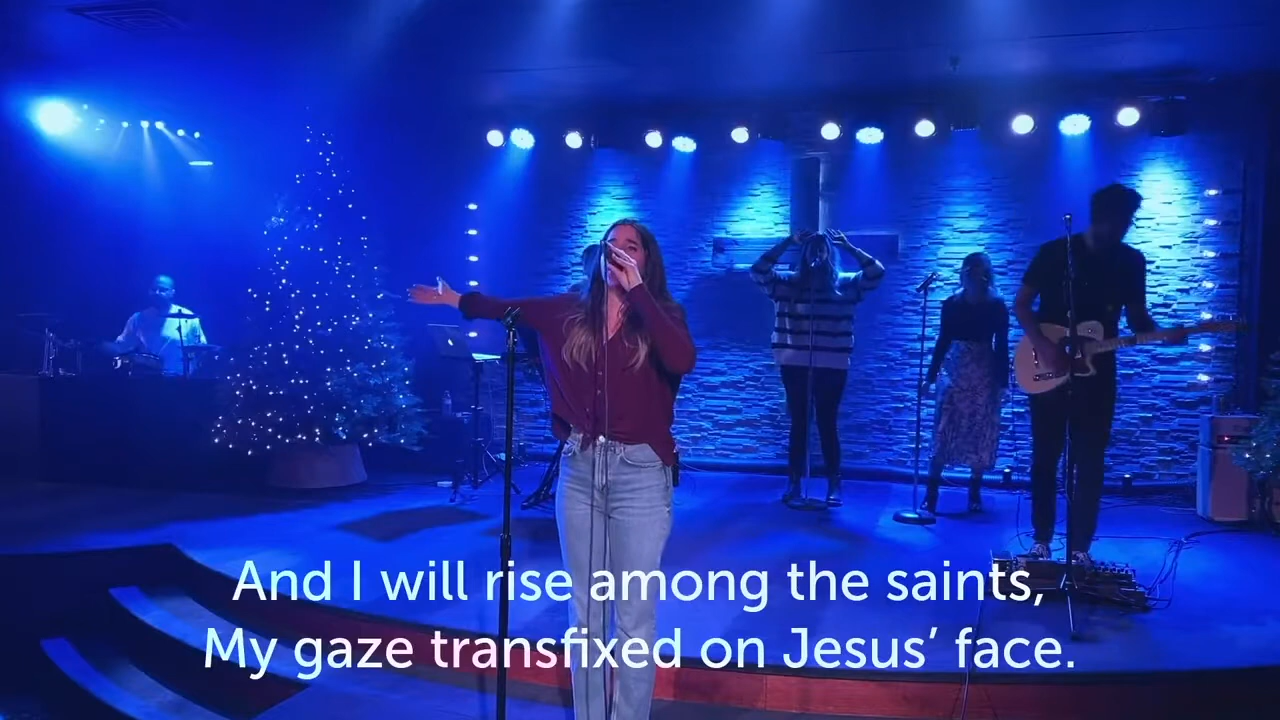 And I will rise among the saints,
My gaze transfixed on Jesus’ face.